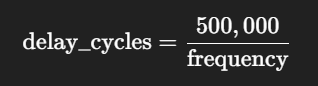 delay_cycles = 500,000 / frequency